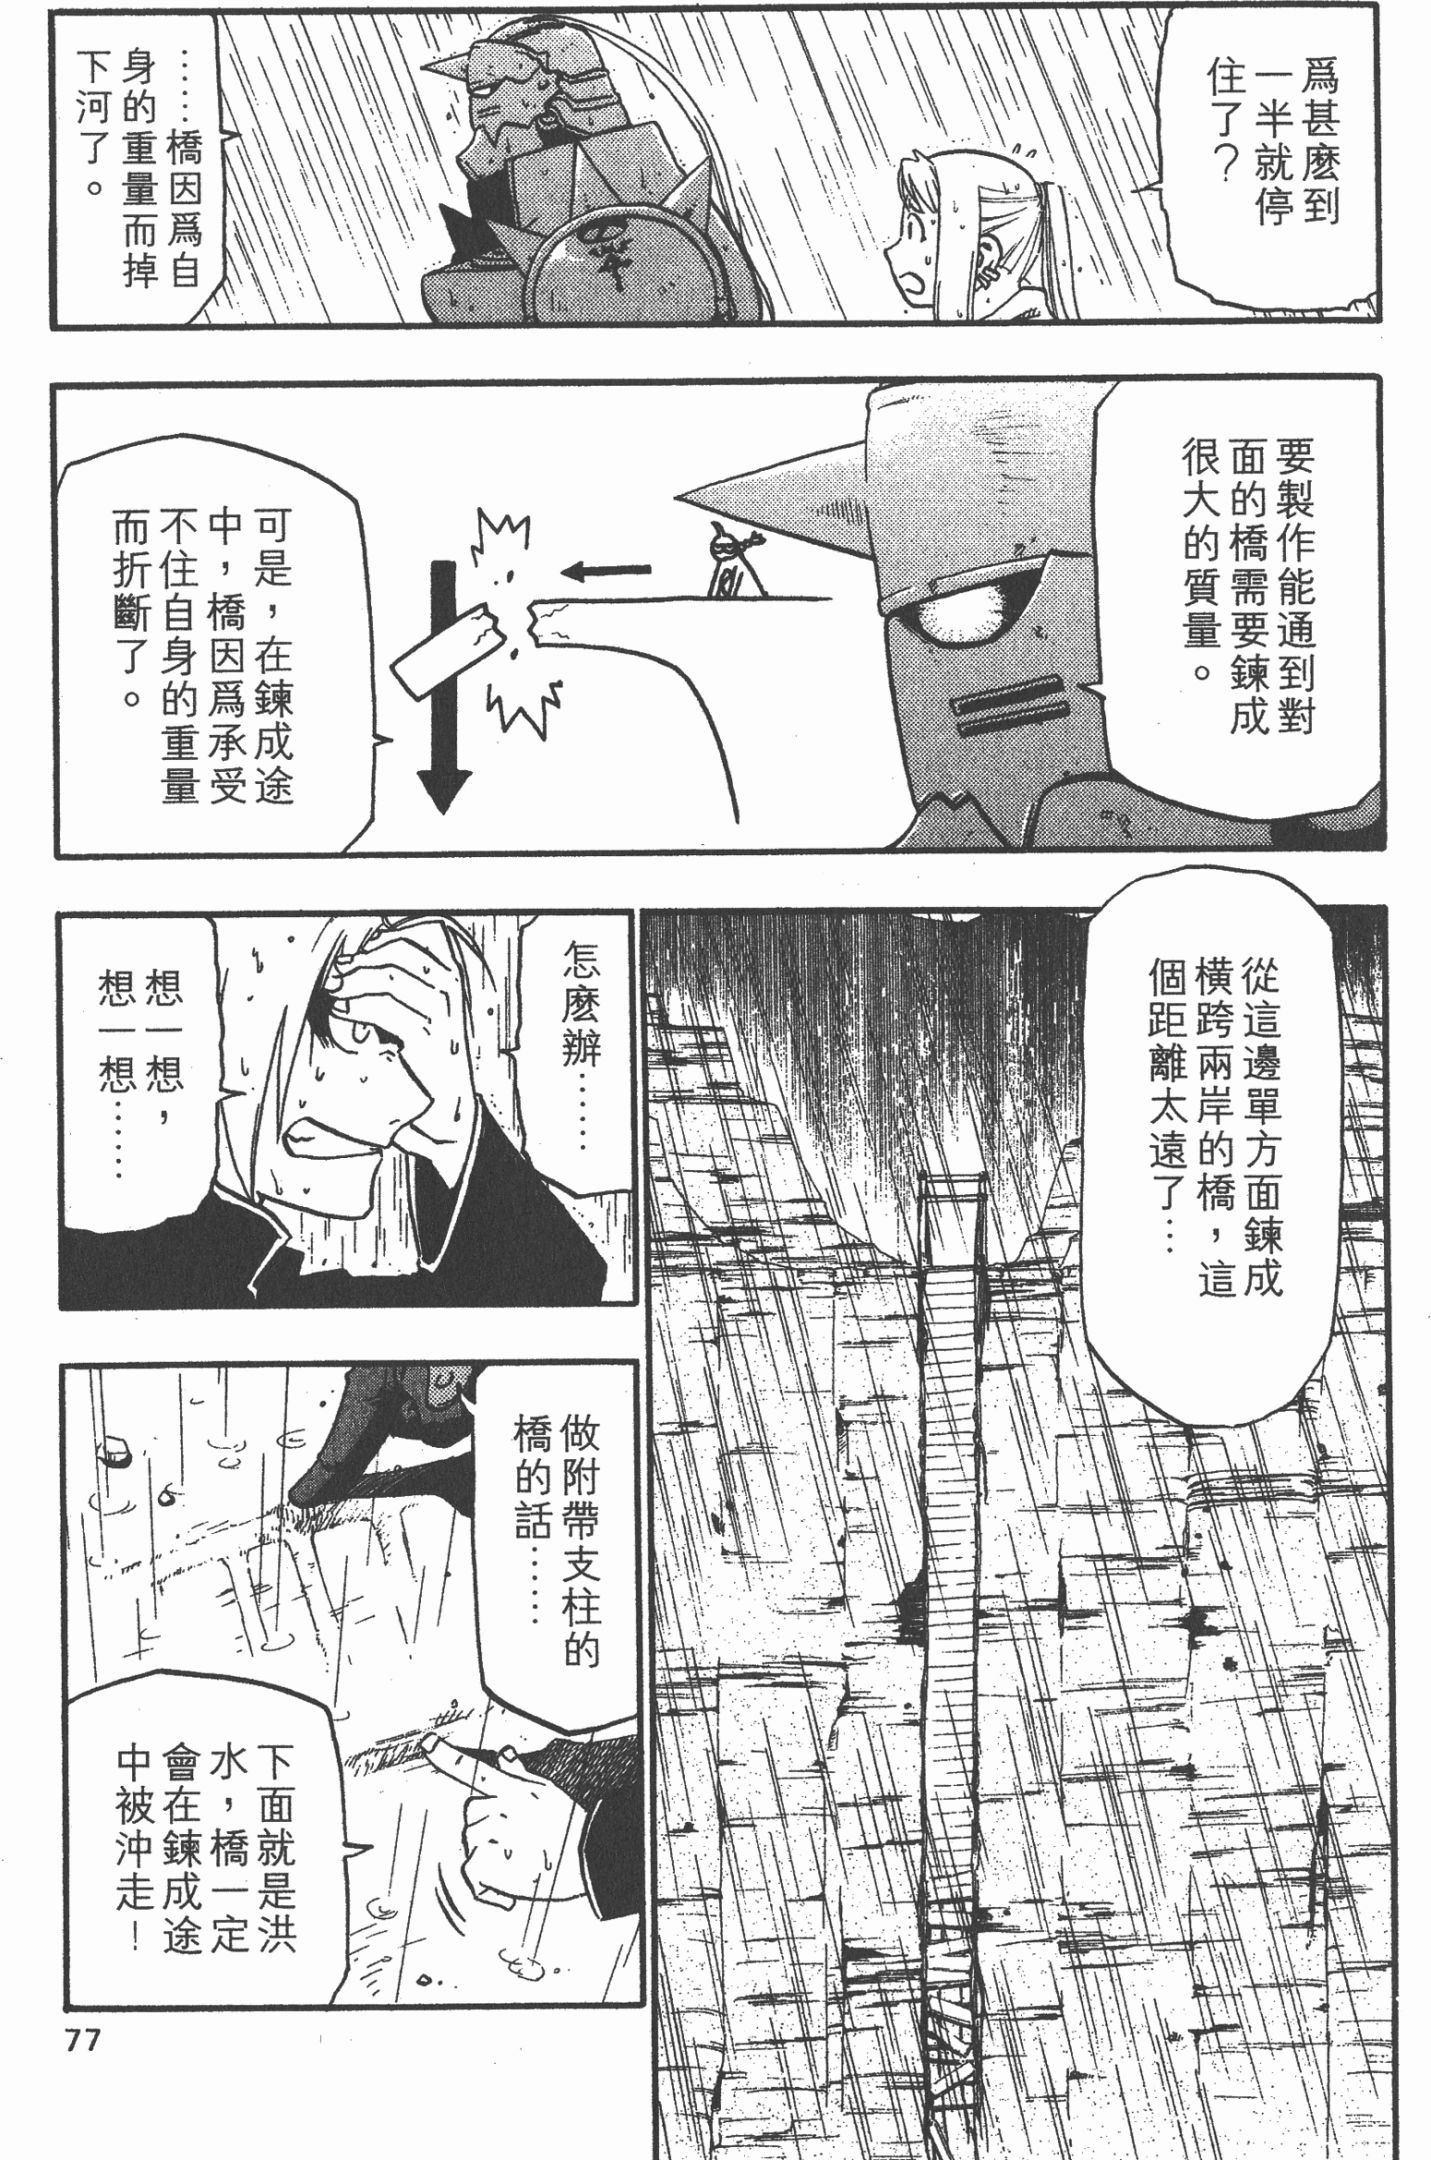 爲甚麽到
一半就停
住了？
……橋因爲自
身的重量而掉
下河了。
要製作能通到對
面的橋需要鍊成
很大的質量。
可是，在鍊成途
中，橋因爲承受
不住自身的重量
而折斷了。
從這邊單方面鍊成
橫跨兩岸的橋，這
個距離太遠了…
怎麽辦……
想一想，
想一想……
做附帶支柱的
橋的話……
下面就是洪
水，橋一定
會在鍊成途
中被沖走！
77